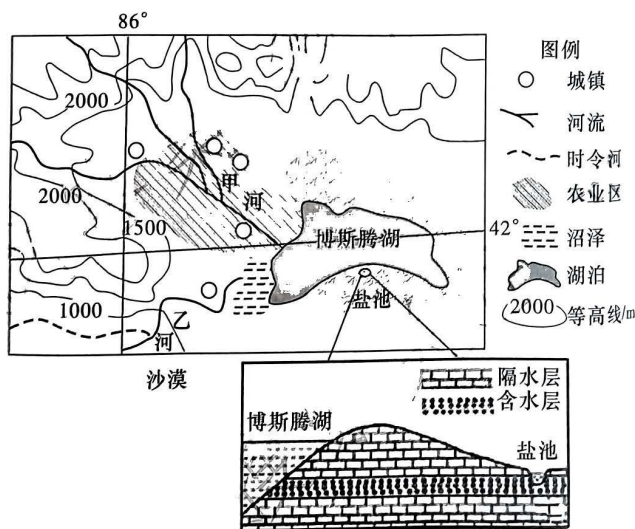 86°
图例
城镇
河流
时令河
农业区
沼泽
湖泊
2000
等高线/m
2000
甲
河
2000
1500
博斯腾湖
42°
1000
盐池
乙
河
沙漠
隔水层
含水层
博斯腾湖
盐池